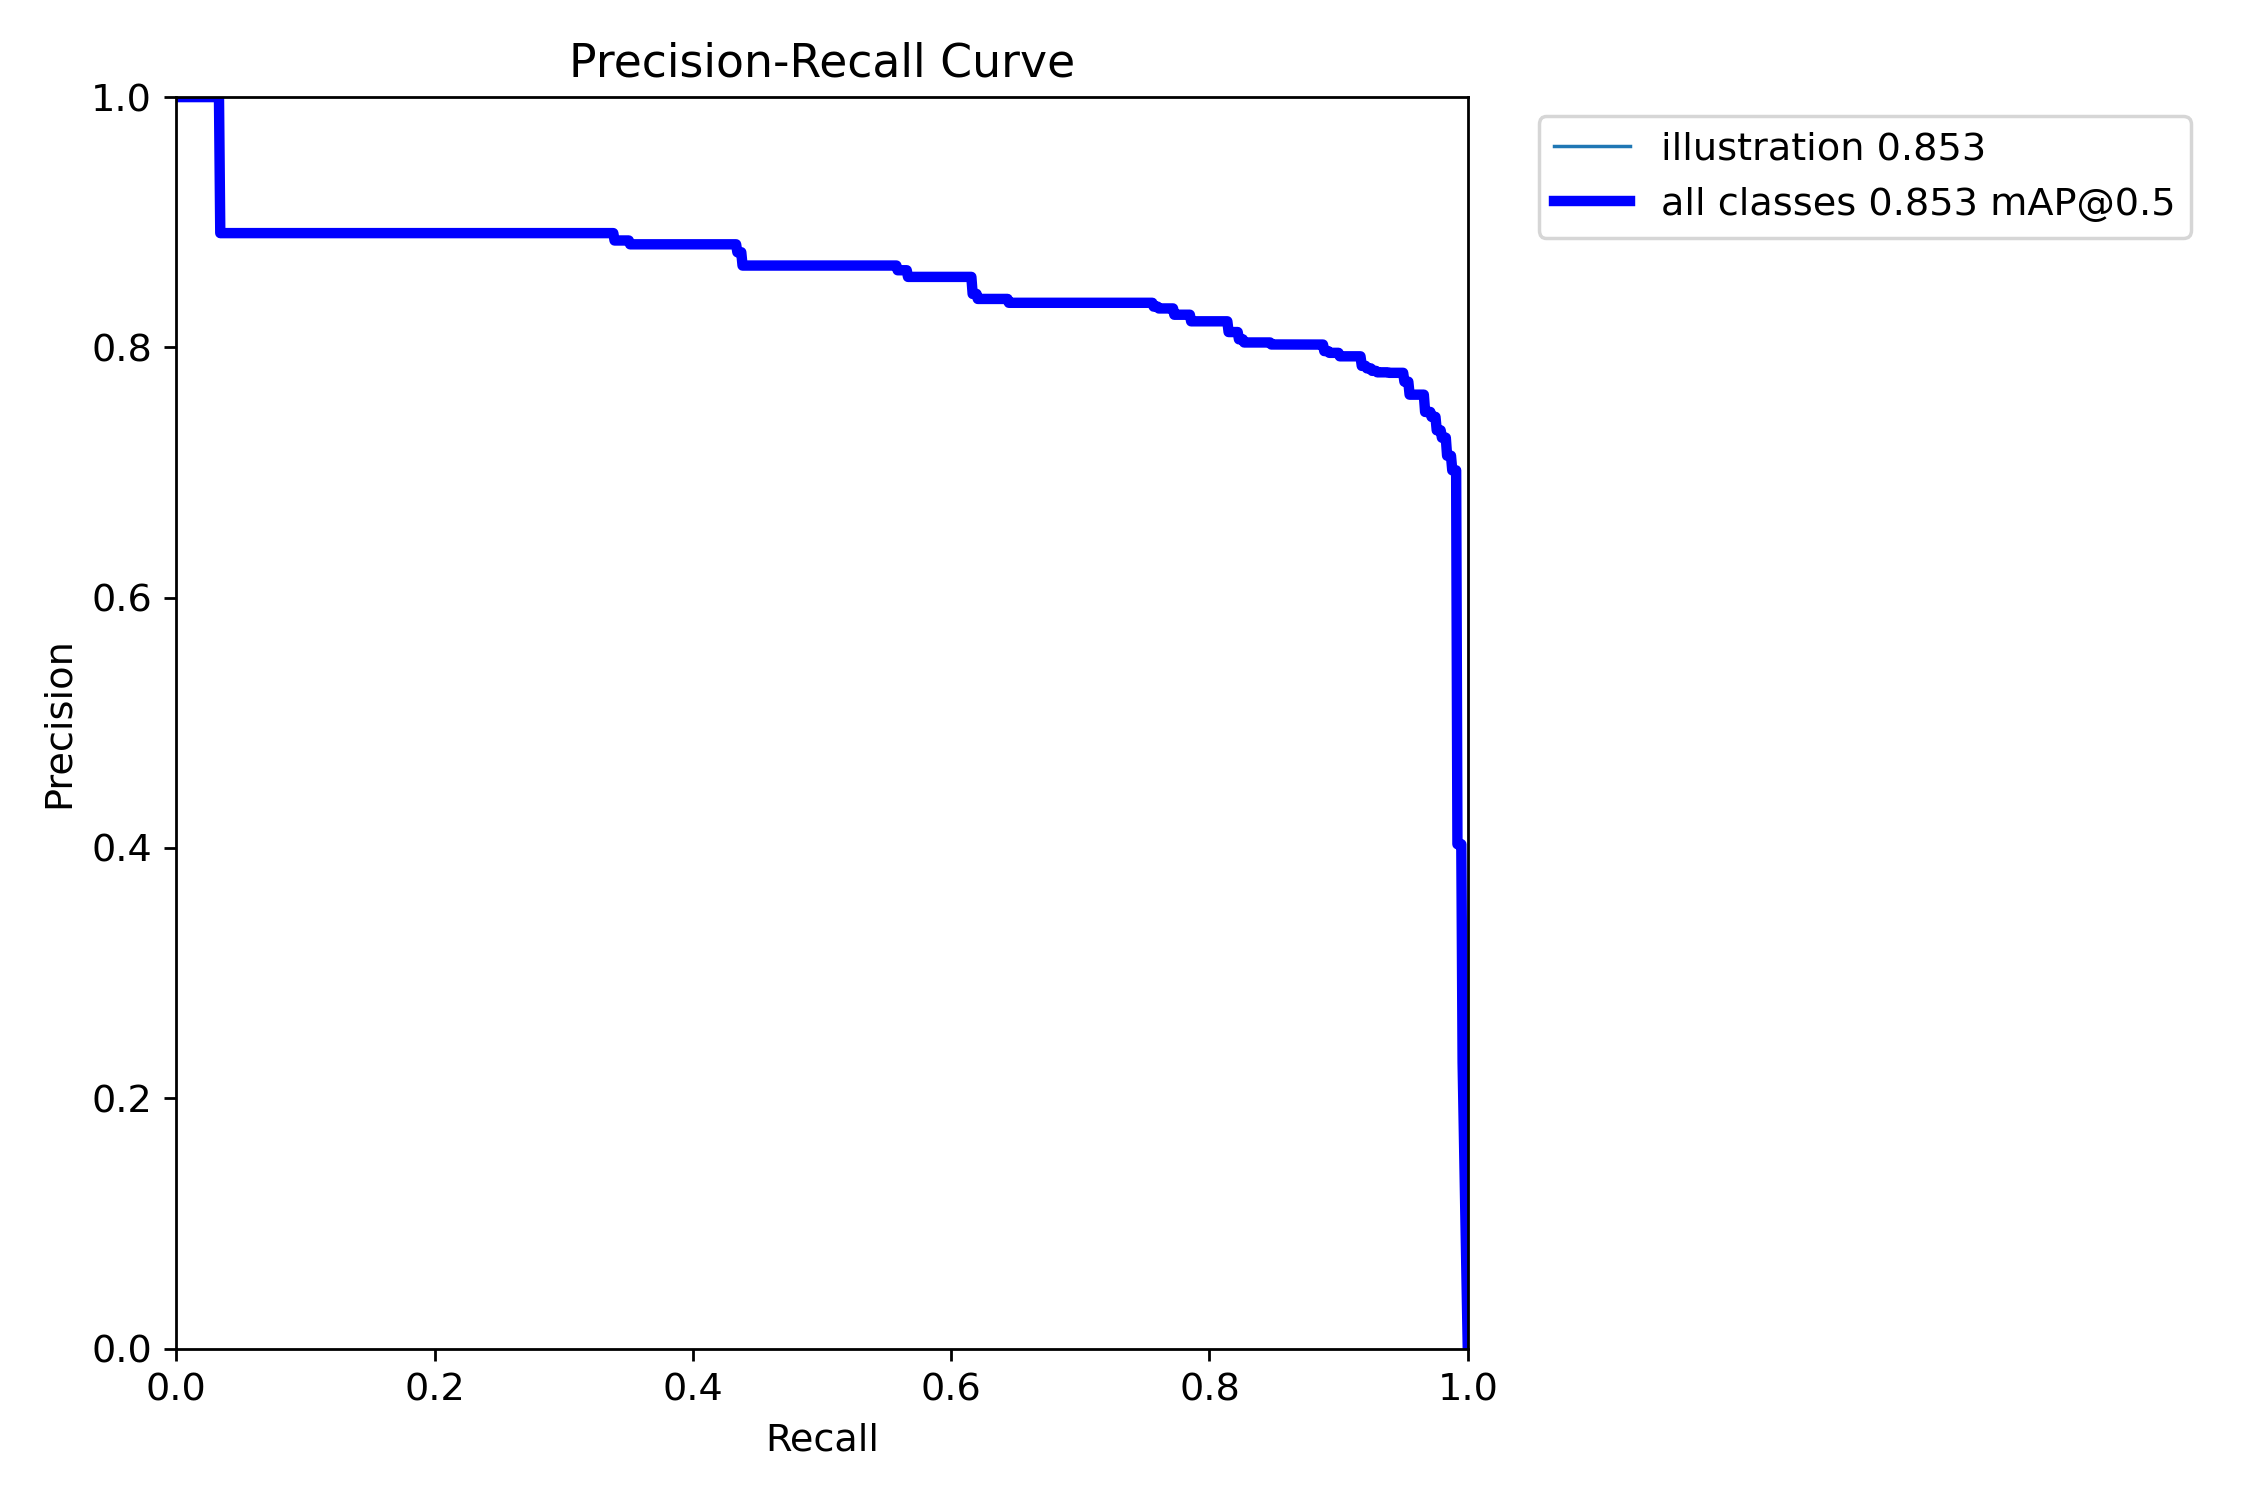 Precision-Recall Curve
illustration 0.853
all classes 0.853 mAP@0.5
Precision
1.0
0.8
0.6
0.4
0.2
0.0
0.0 0.2 0.4 0.6 0.8 1.0
Recall